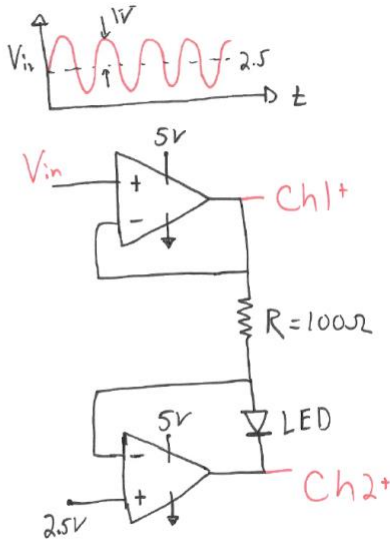 1V
Vin
2.5
t
5V
Vin
+
Ch1+
-
R=100Ω
LED
5V
-
+
2.5V
Ch2+